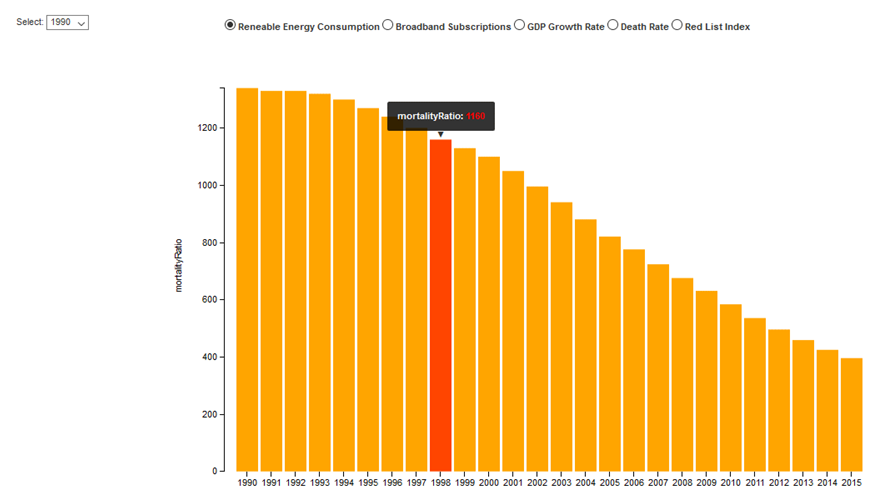 Select: 1990
Reneable Energy Consumption Broadband Subscriptions GDP Growth Rate Death Rate Red List Index
mortalityRatio: 1160
1200
1000
800
600
400
200
0
mortalityRatio
1990 1991 1992 1993 1994 1995 1996 1997 1998 1999 2000 2001 2002 2003 2004 2005 2006 2007 2008 2009 2010 2011 2012 2013 2014 2015